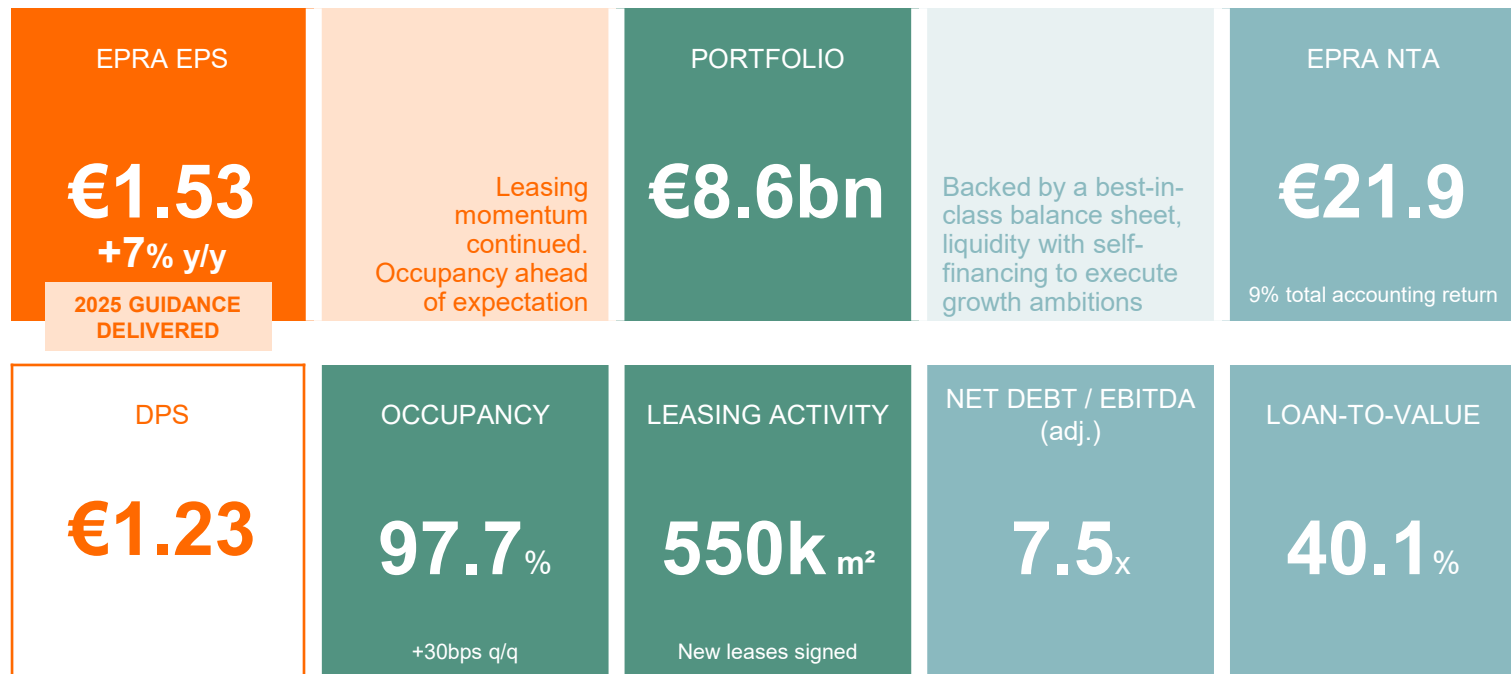 EPRA EPS
€1.53
+7% y/y
2025 GUIDANCE
DELIVERED
Leasing
momentum
continued.
Occupancy ahead
of expectation
PORTFOLIO
€8.6bn
Backed by a best-in-
class balance sheet,
liquidity with self-
financing to execute
growth ambitions
EPRA NTA
€21.9
9% total accounting return
DPS
€1.23
OCCUPANCY
97.7%
+30bps q/q
LEASING ACTIVITY
550k m²
New leases signed
NET DEBT / EBITDA
(adj.)
7.5x
LOAN-TO-VALUE
40.1%